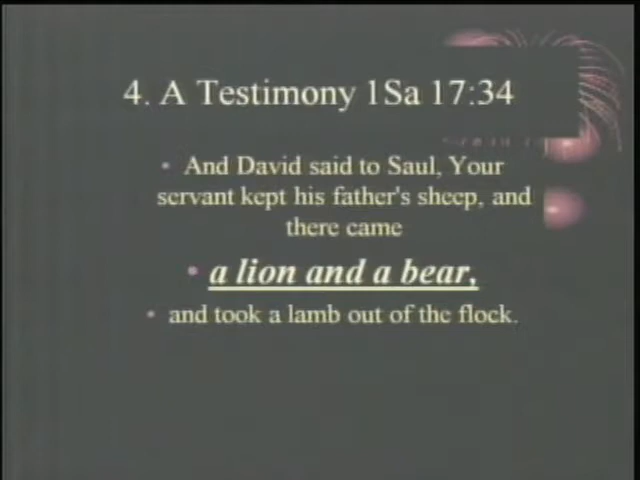 4. A Testimony 1Sa 17:34
• And David said to Saul, Your
servant kept his father's sheep, and
there came
• a lion and a bear,
• and took a lamb out of the flock.